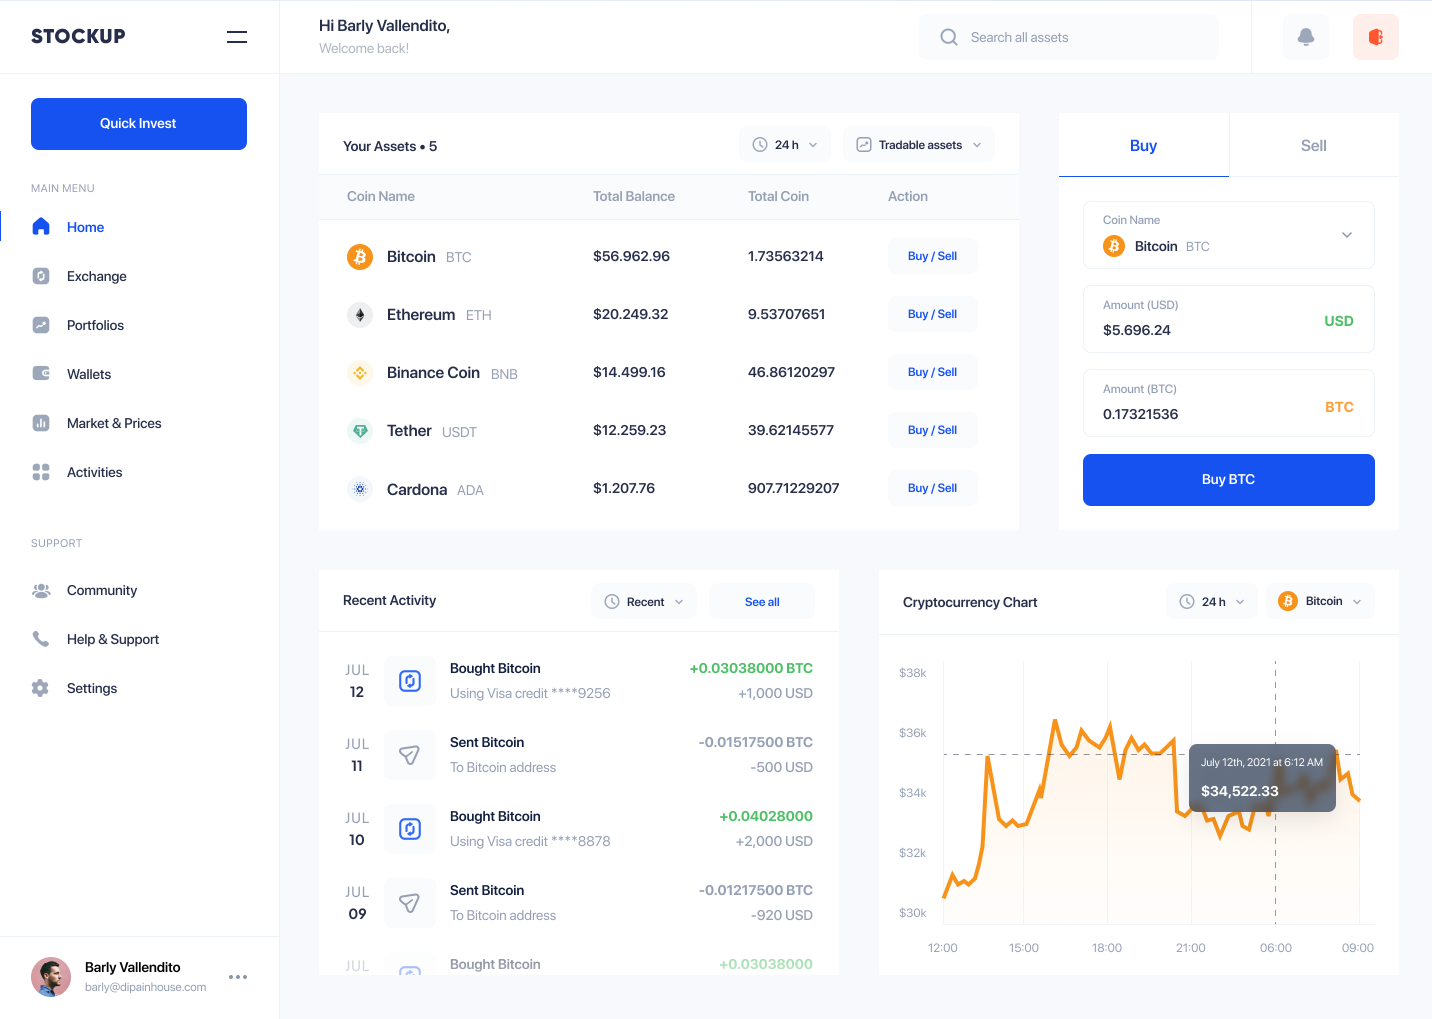 STOCKUP
Hi Barly Vallendito,
Welcome back!
Search all assets
Quick Invest
MAIN MENU
Home
Exchange
Portfolios
Wallets
Market & Prices
Activities
SUPPORT
Community
Help & Support
Settings
Barly Vallendito
barly@dipainhouse.com
Your Assets • 5
24 h
Tradable assets
Coin Name Total Balance Total Coin Action
Bitcoin BTC $56.962.96 1.73563214 Buy / Sell
Ethereum ETH $20.249.32 9.53707651 Buy / Sell
Binance Coin BNB $14.499.16 46.86120297 Buy / Sell
Tether USDT $12.259.23 39.62145577 Buy / Sell
Cardona ADA $1.207.76 907.71229207 Buy / Sell
Buy Sell
Coin Name
Bitcoin BTC
Amount (USD)
$5.696.24 USD
Amount (BTC)
0.17321536 BTC
Buy BTC
Recent Activity
Recent
See all
JUL 12
Bought Bitcoin +0.03038000 BTC
Using Visa credit ****9256 +1,000 USD
JUL 11
Sent Bitcoin -0.01517500 BTC
To Bitcoin address -500 USD
JUL 10
Bought Bitcoin +0.04028000
Using Visa credit ****8878 +2,000 USD
JUL 09
Sent Bitcoin -0.01217500 BTC
To Bitcoin address -920 USD
JUL
Bought Bitcoin +0.03038000
Cryptocurrency Chart
24 h
Bitcoin
$38k
$36k
$34k
$32k
$30k
July 12th, 2021 at 6:12 AM
$34,522.33
12:00 15:00 18:00 21:00 06:00 09:00